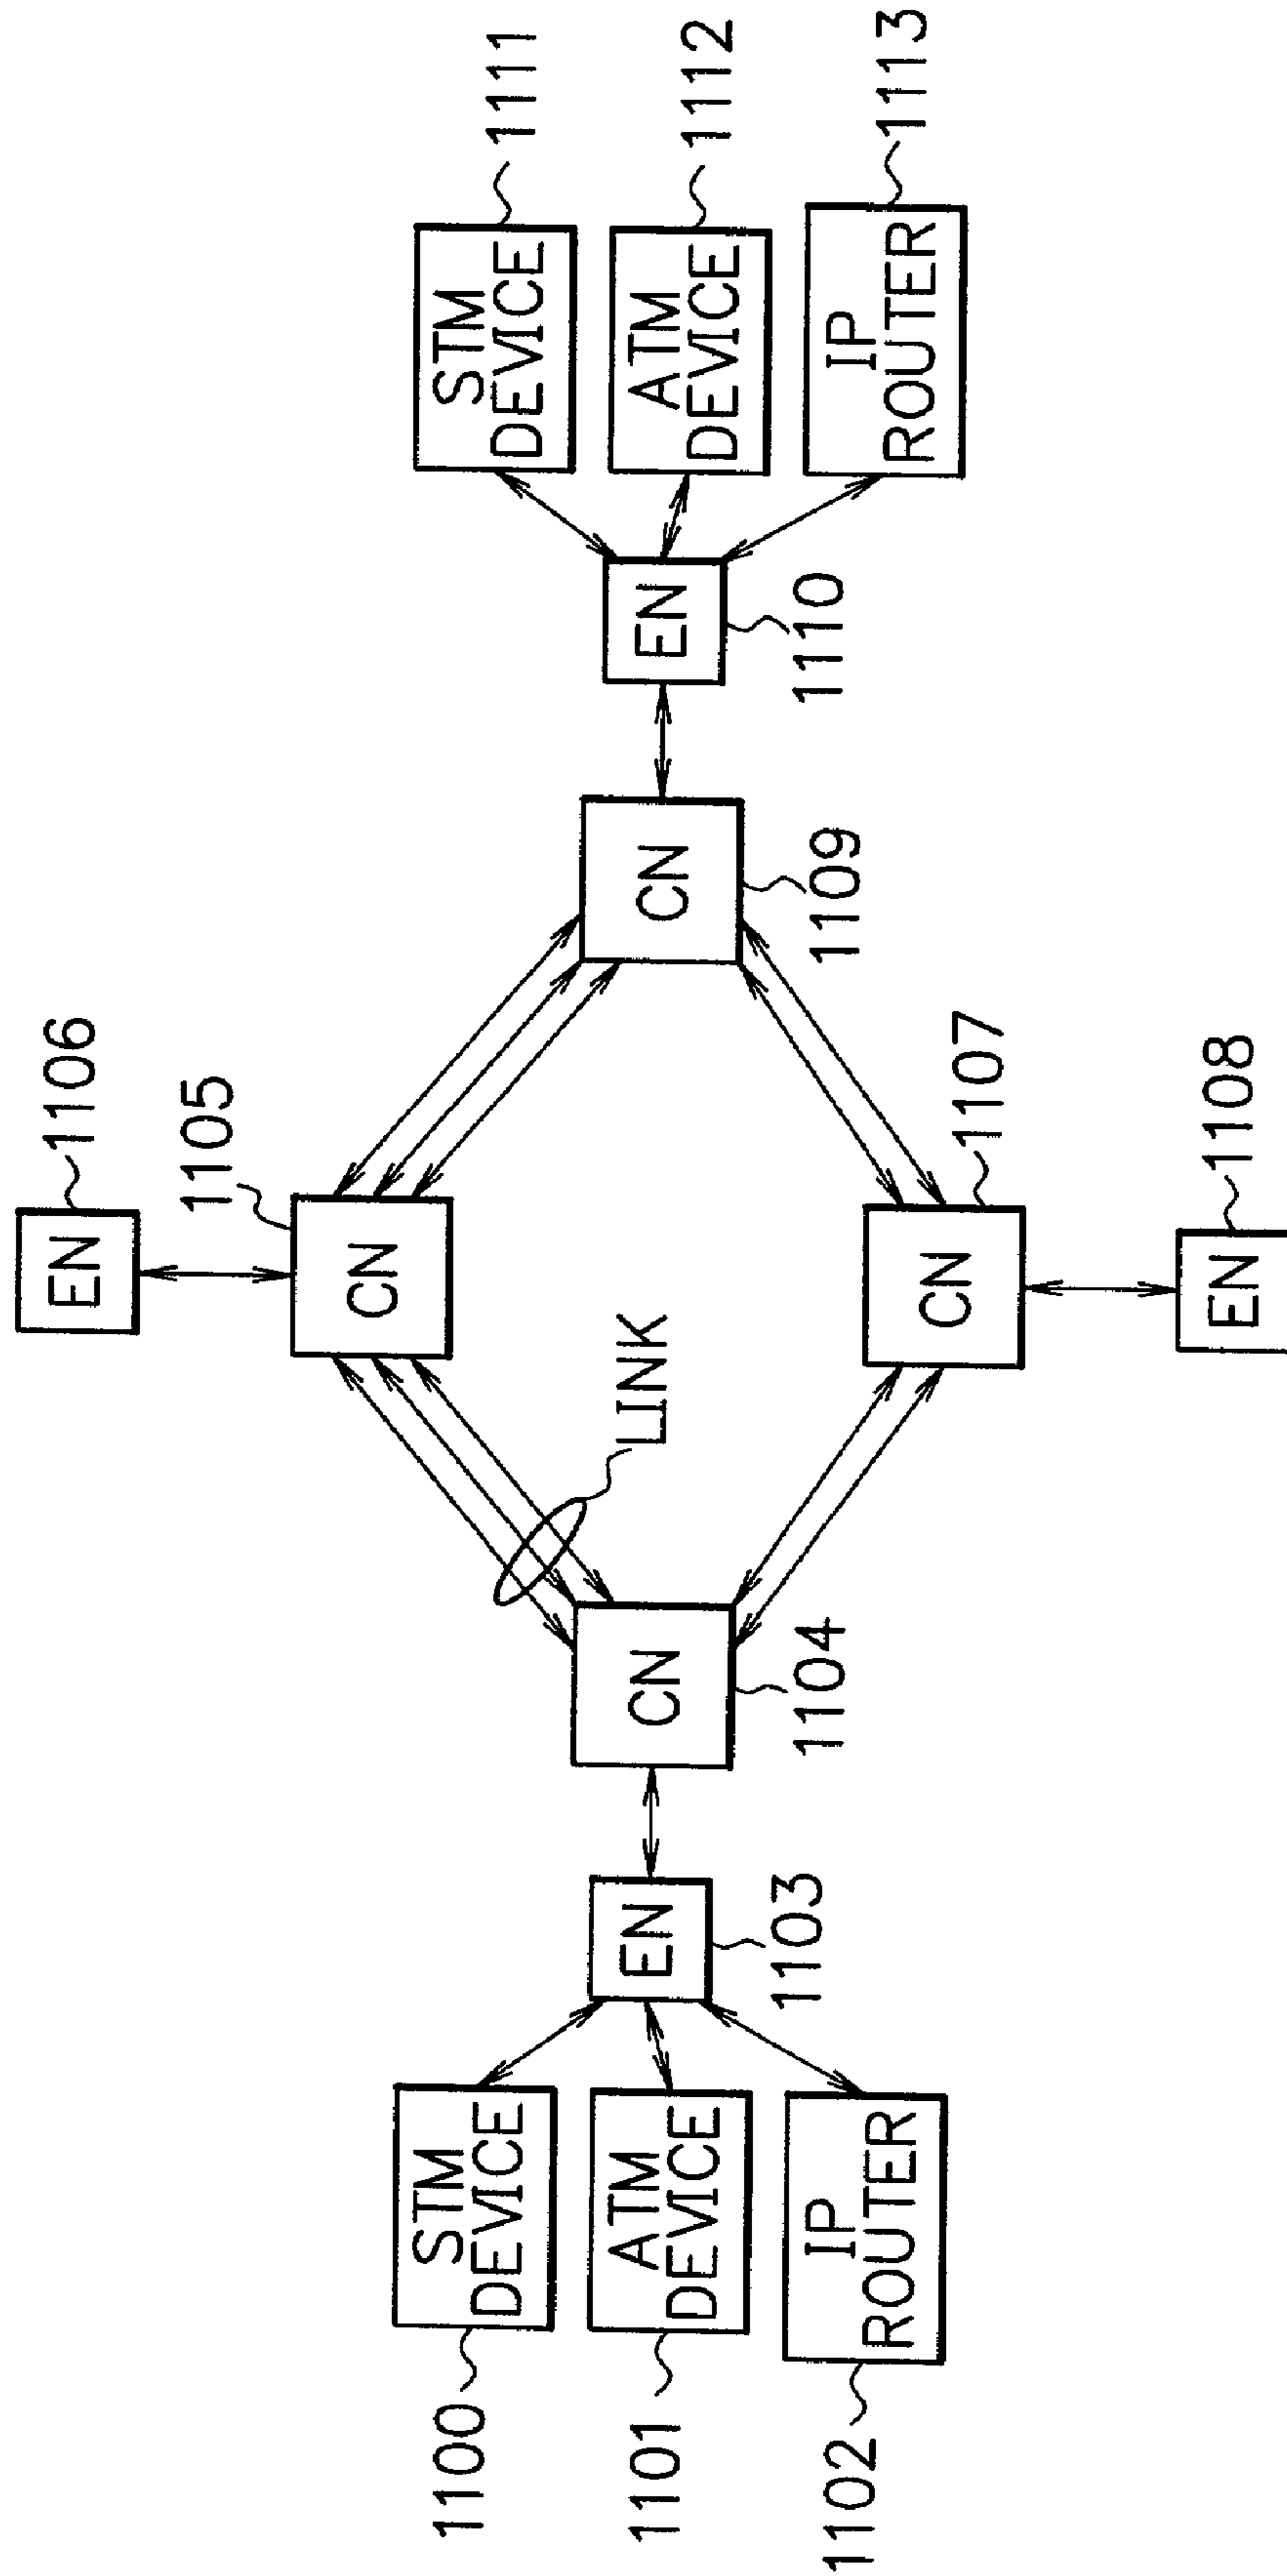 1106
EN
1105
CN
STM
DEVICE
1100
STM
DEVICE
1111
LINK
ATM
DEVICE
1101
EN
1103
CN
1104
CN
1109
EN
1110
ATM
DEVICE
1112
IP
ROUTER
1102
IP
ROUTER
1113
CN
1107
EN
1108